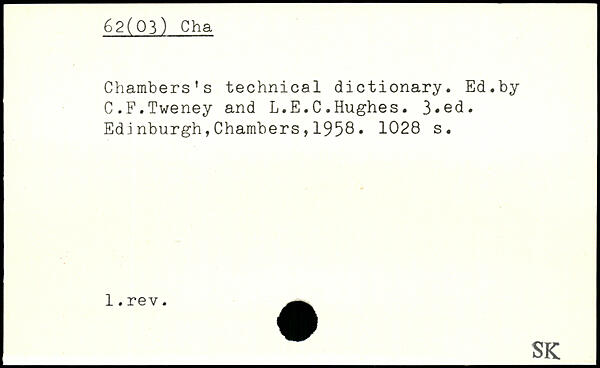 62(03) Cha
Chambers's technical dictionary. Ed.by
C.F.Tweney and L.E.C.Hughes. 3.ed.
Edinburgh,Chambers,1958. 1028 s.
1.rev.
SK